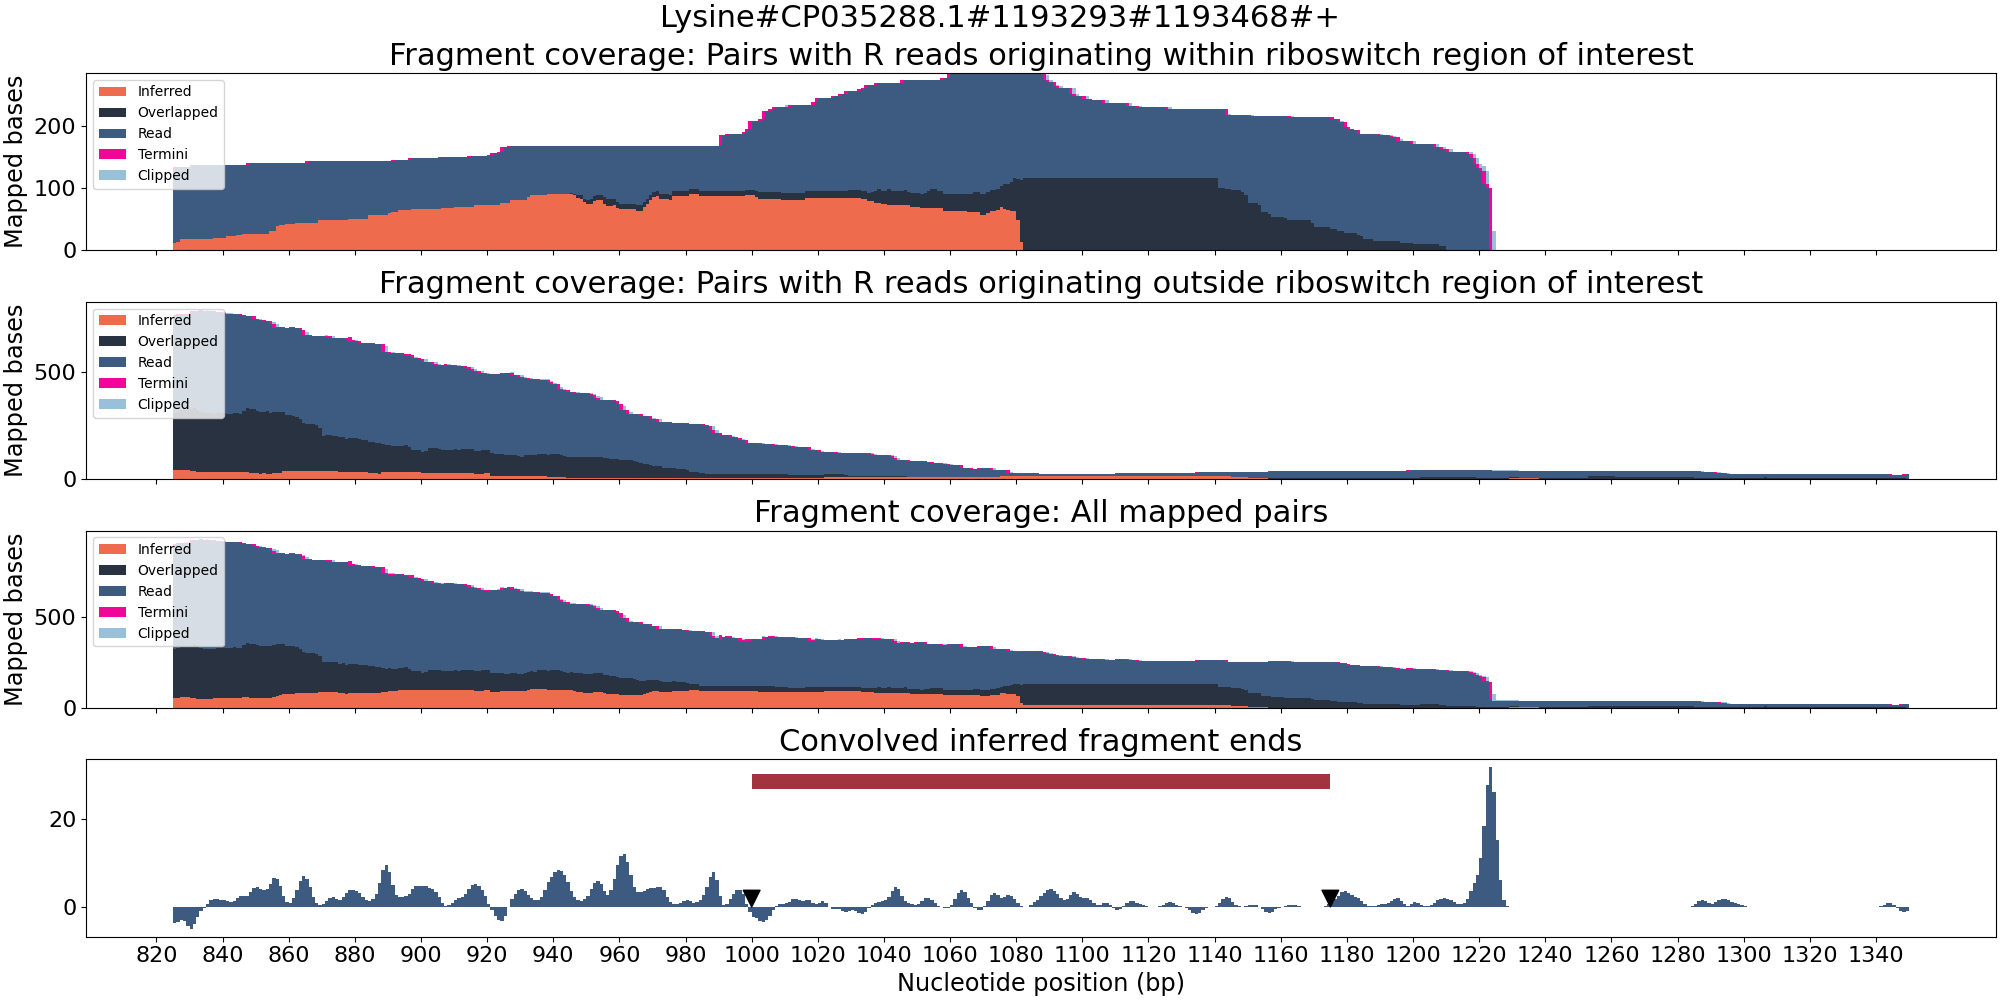 Lysine#CP035288.1#1193293#1193468#+
Fragment coverage: Pairs with R reads originating within riboswitch region of interest
Mapped bases
200
100
0
Inferred
Overlapped
Read
Termini
Clipped
Fragment coverage: Pairs with R reads originating outside riboswitch region of interest
Mapped bases
500
0
Inferred
Overlapped
Read
Termini
Clipped
Fragment coverage: All mapped pairs
Mapped bases
500
0
Inferred
Overlapped
Read
Termini
Clipped
Convolved inferred fragment ends
20
0
820 840 860 880 900 920 940 960 980 1000 1020 1040 1060 1080 1100 1120 1140 1160 1180 1200 1220 1240 1260 1280 1300 1320 1340
Nucleotide position (bp)